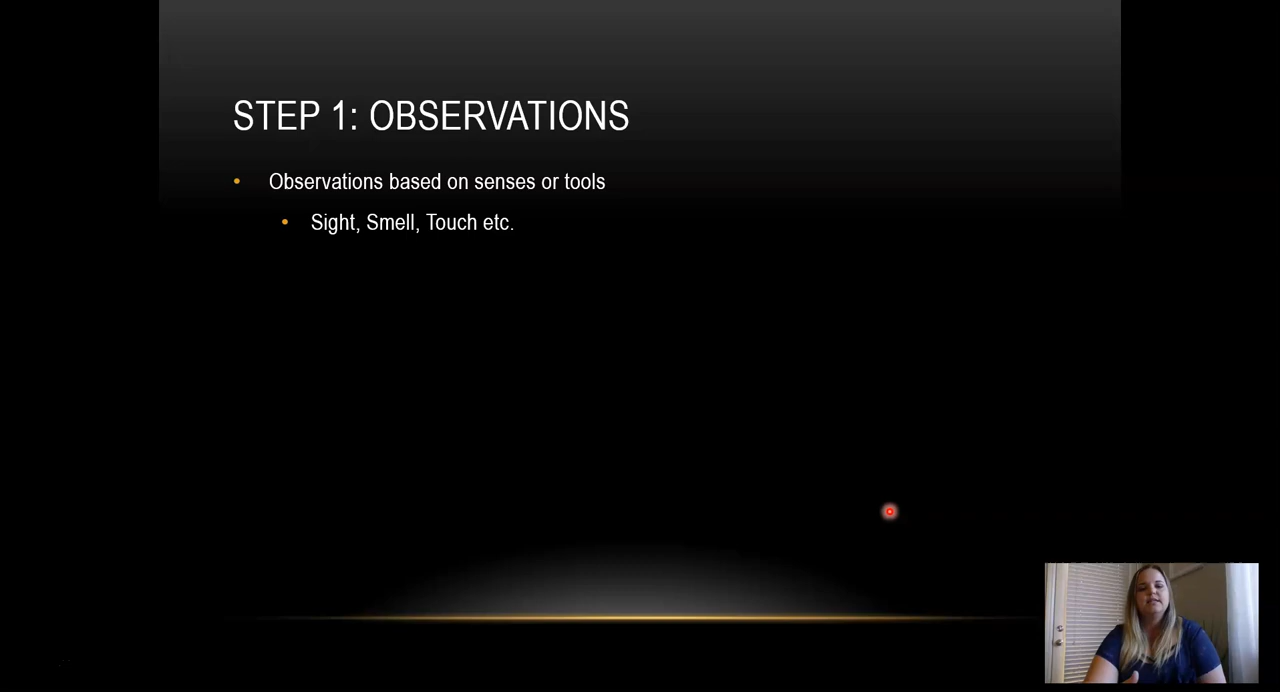 STEP 1: OBSERVATIONS
Observations based on senses or tools
Sight, Smell, Touch etc.